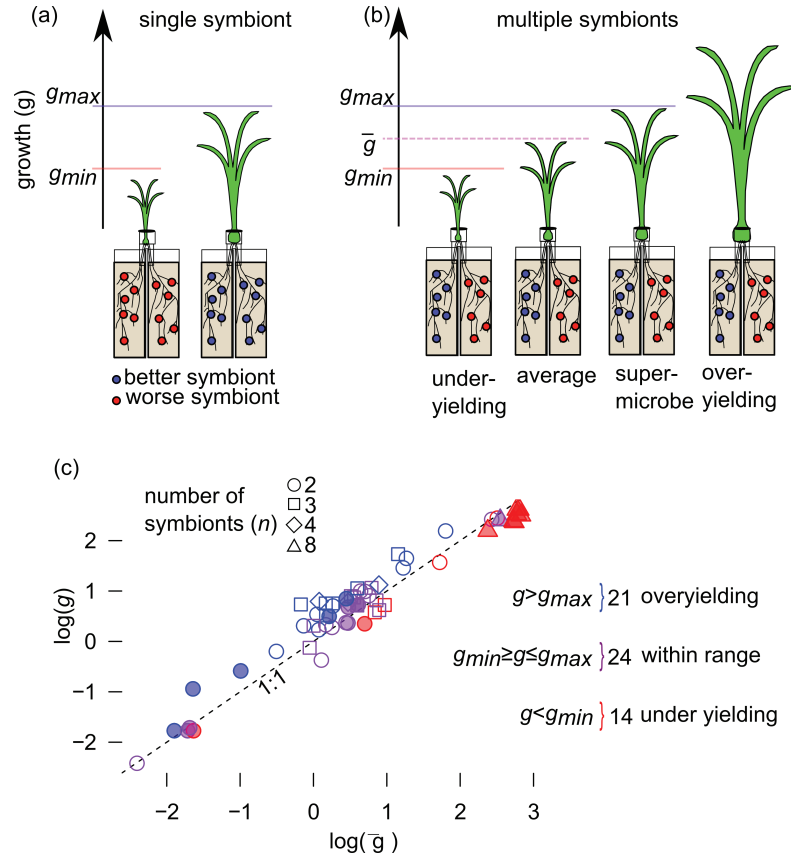 (a) single symbiont
growth (g)
gmax
gmin
better symbiont
worse symbiont
(b) multiple symbionts
gmax
g̅
gmin
under-
yielding
average
super-
microbe
over-
yielding
(c)
number of
symbionts (n)
2
3
4
8
log(g)
2
1
0
−1
−2
1:1
g>gmax } 21 overyielding
gmin≥g≤gmax } 24 within range
g<gmin } 14 under yielding
−2 −1 0 1 2 3
log(g̅)